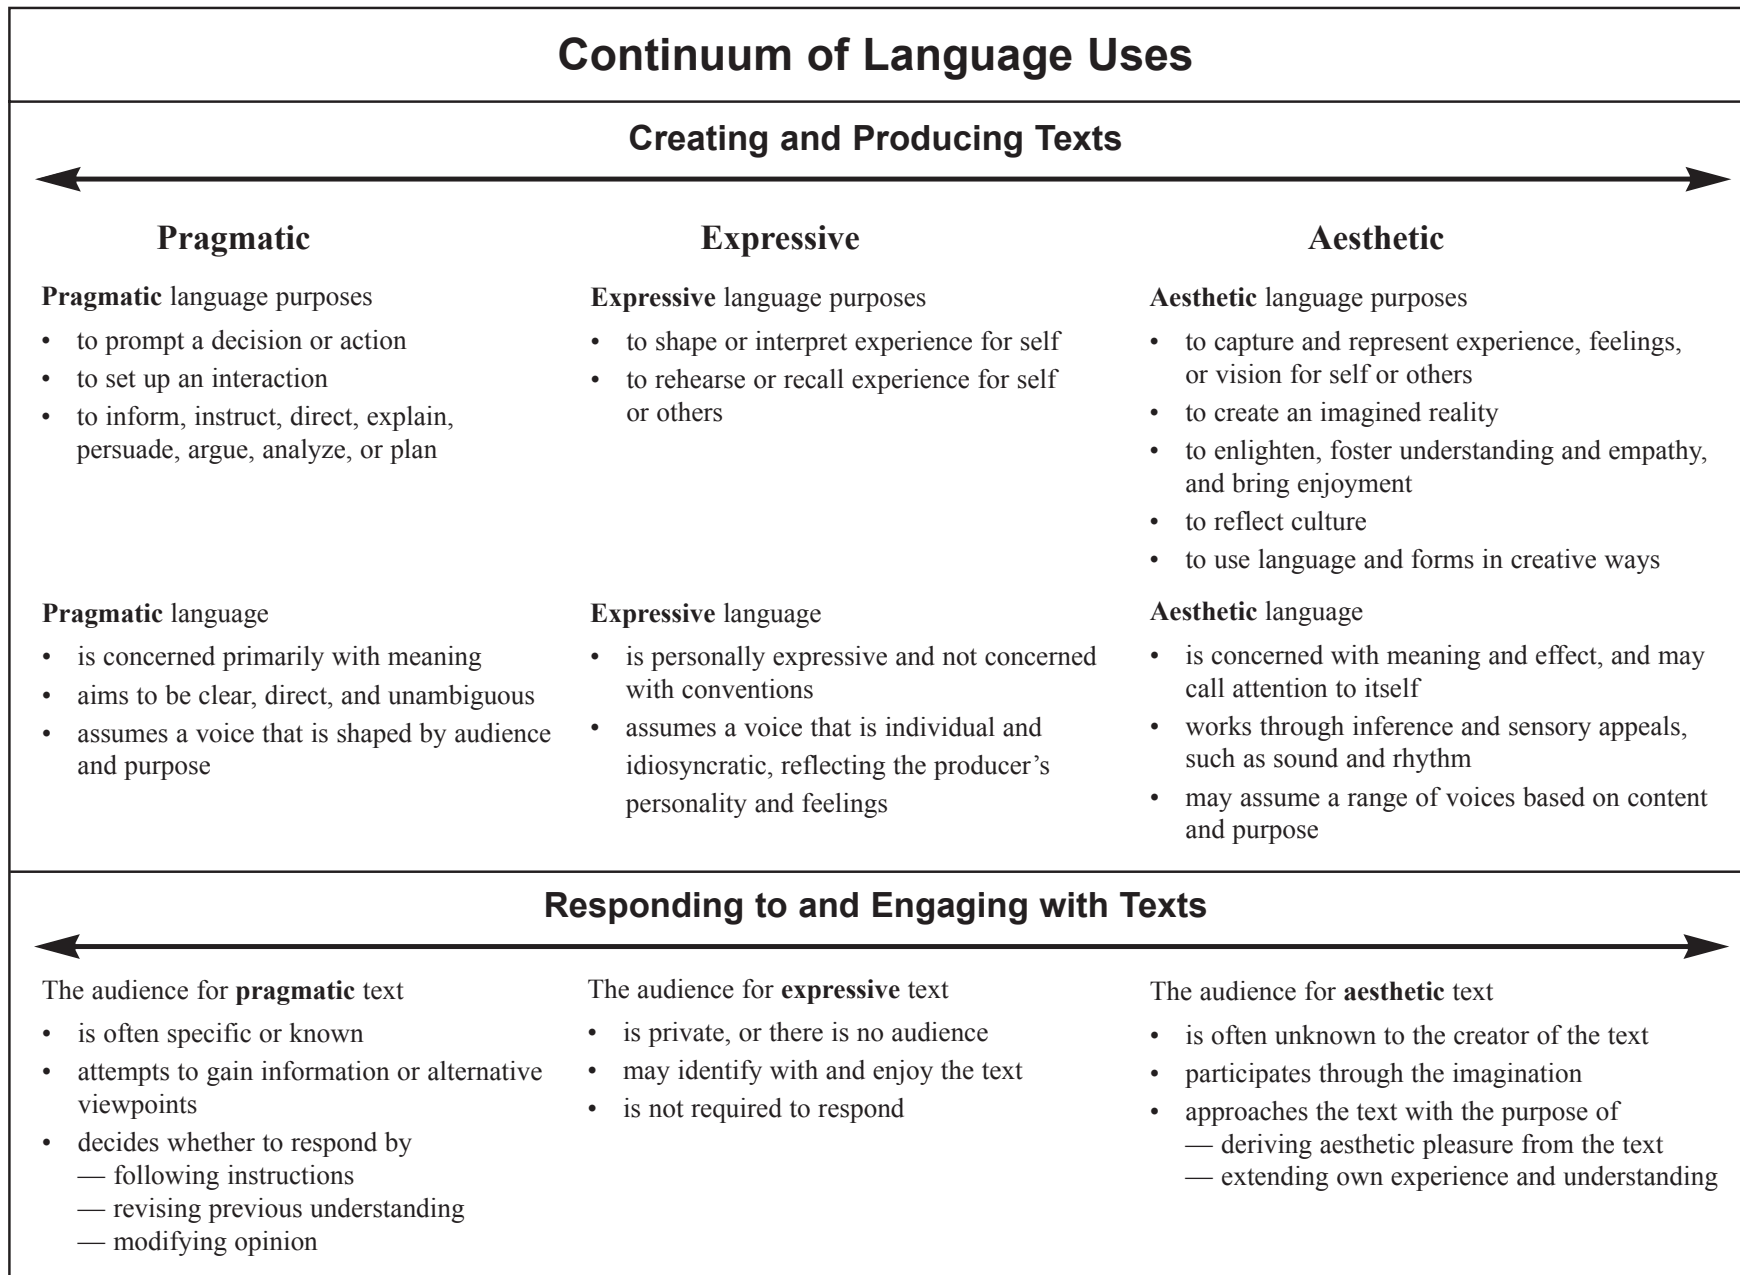 Continuum of Language Uses
Creating and Producing Texts
Pragmatic
Pragmatic language purposes
• to prompt a decision or action
• to set up an interaction
• to inform, instruct, direct, explain,
persuade, argue, analyze, or plan
Pragmatic language
• is concerned primarily with meaning
• aims to be clear, direct, and unambiguous
• assumes a voice that is shaped by audience
and purpose
Expressive
Expressive language purposes
• to shape or interpret experience for self
• to rehearse or recall experience for self
or others
Expressive language
• is personally expressive and not concerned
with conventions
• assumes a voice that is individual and
idiosyncratic, reflecting the producer’s
personality and feelings
Aesthetic
Aesthetic language purposes
• to capture and represent experience, feelings,
or vision for self or others
• to create an imagined reality
• to enlighten, foster understanding and empathy,
and bring enjoyment
• to reflect culture
• to use language and forms in creative ways
Aesthetic language
• is concerned with meaning and effect, and may
call attention to itself
• works through inference and sensory appeals,
such as sound and rhythm
• may assume a range of voices based on content
and purpose
Responding to and Engaging with Texts
The audience for pragmatic text
• is often specific or known
• attempts to gain information or alternative
viewpoints
• decides whether to respond by
— following instructions
— revising previous understanding
— modifying opinion
The audience for expressive text
• is private, or there is no audience
• may identify with and enjoy the text
• is not required to respond
The audience for aesthetic text
• is often unknown to the creator of the text
• participates through the imagination
• approaches the text with the purpose of
— deriving aesthetic pleasure from the text
— extending own experience and understanding